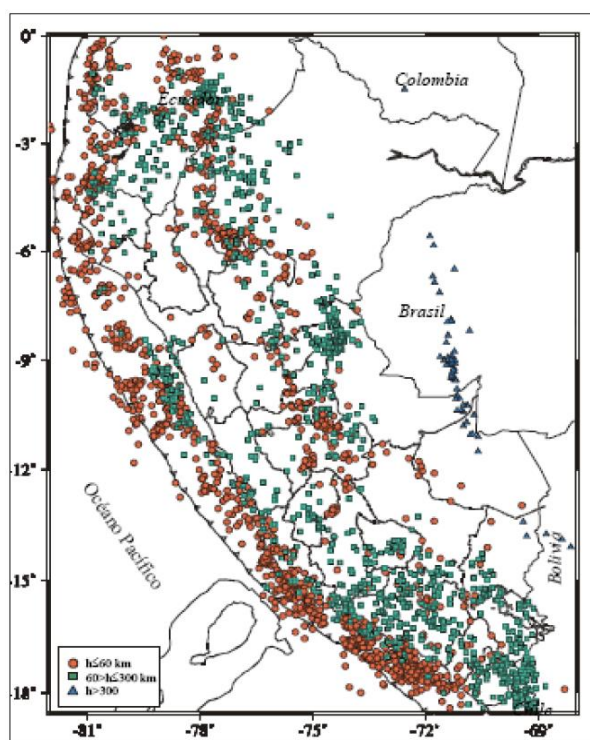 0°
Colombia
Ecuador
-3°
-6°
Brasil
-9°
-12°
Océano Pacífico
Bolivia
-15°
h≤60 km
60>h≤300 km
h>300
-18°
Chile
-81°
-78°
-75°
-72°
-69°